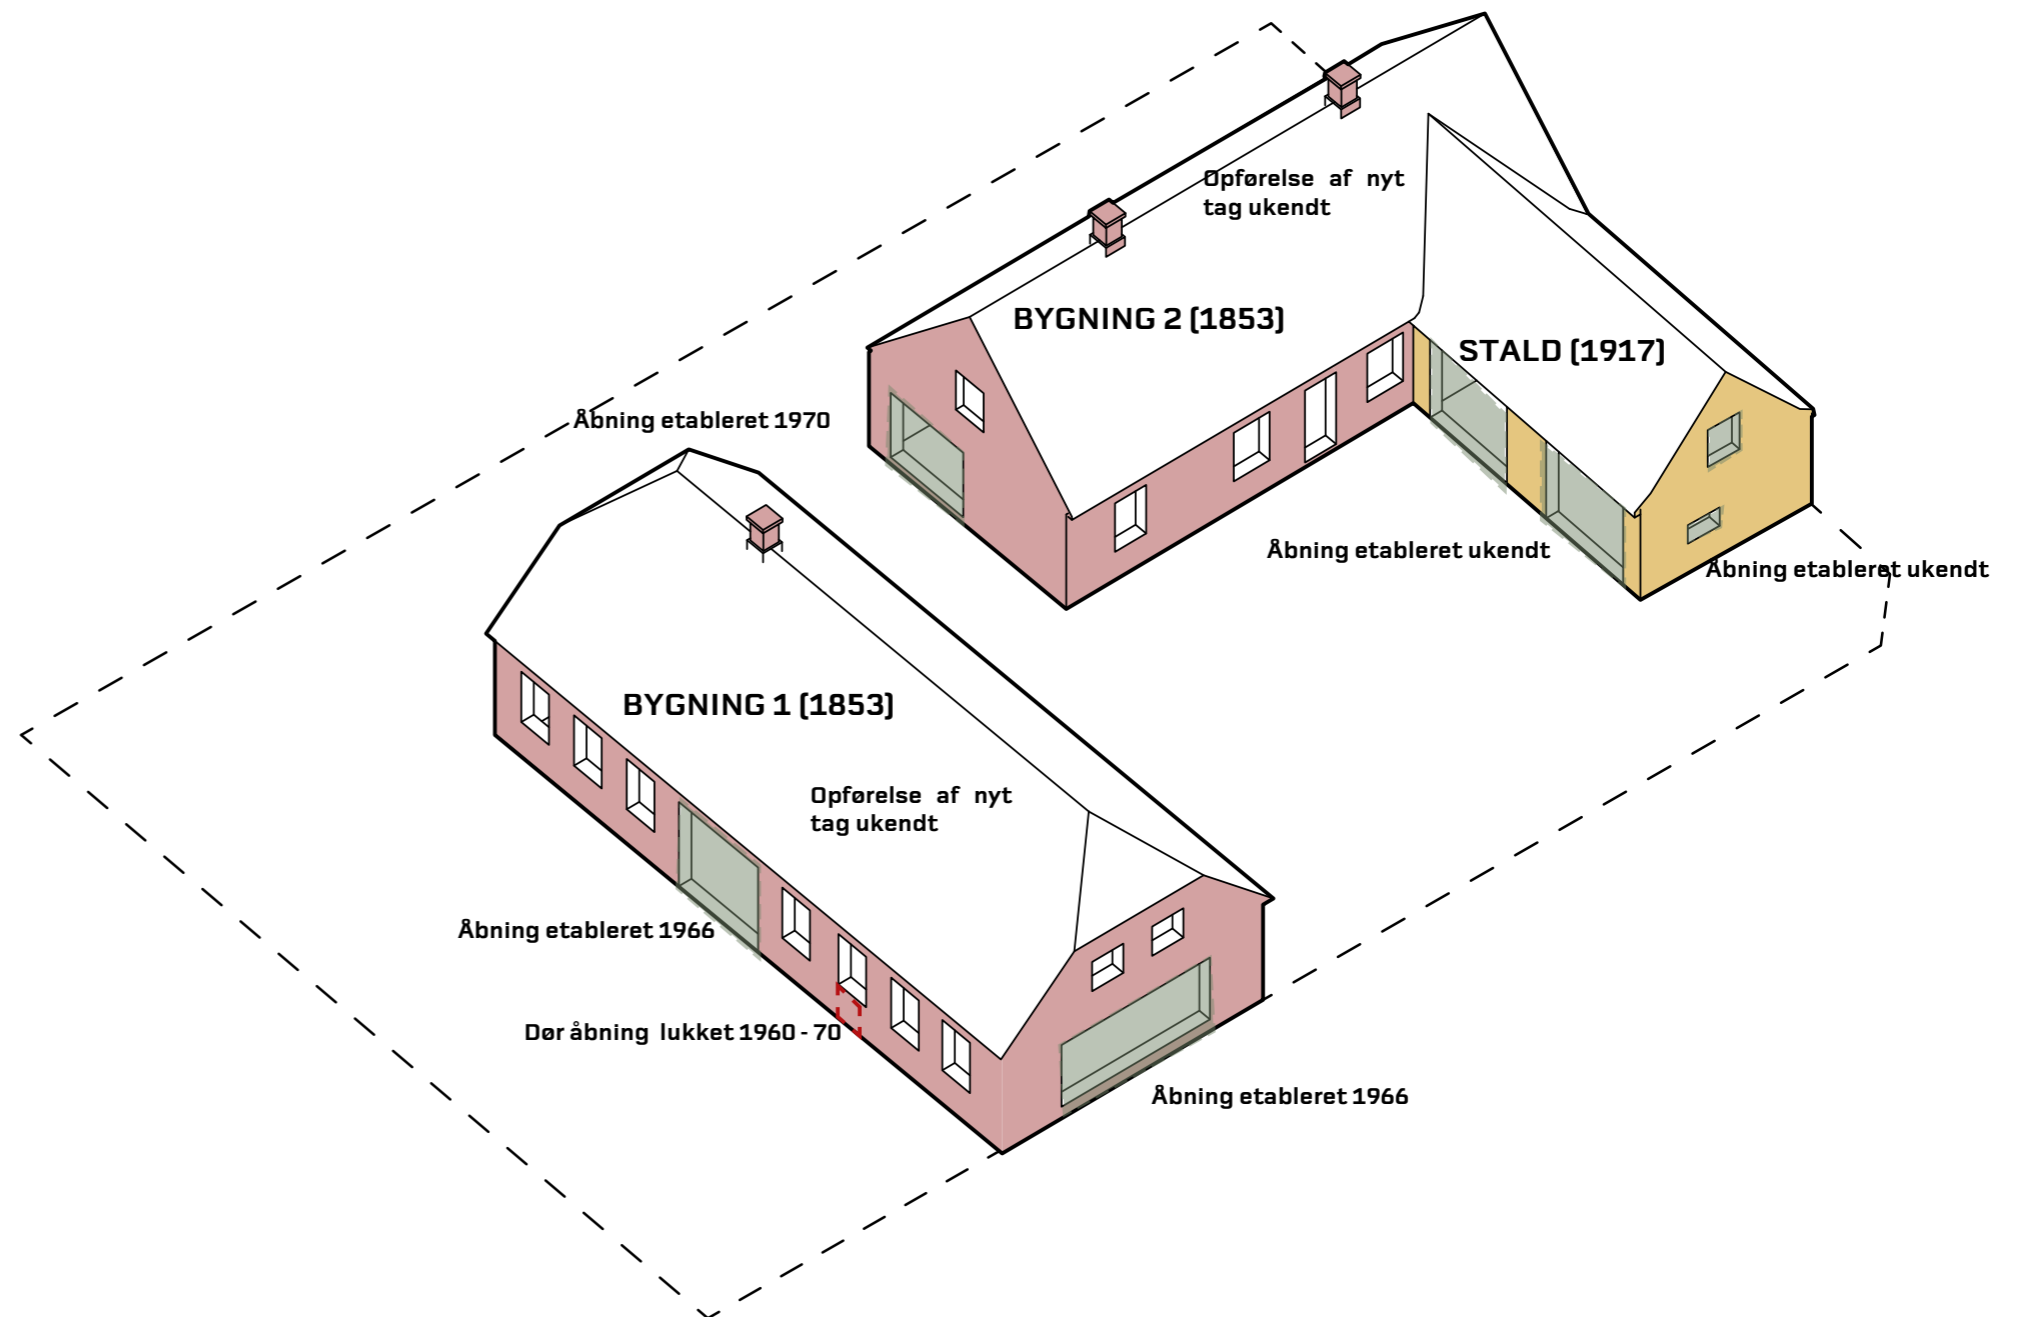 Opførelse af nyt
tag ukendt
BYGNING 2 (1853)
STALD (1917)
Åbning etableret 1970
Åbning etableret ukendt
Åbning etableret ukendt
BYGNING 1 (1853)
Opførelse af nyt
tag ukendt
Åbning etableret 1966
Dør åbning lukket 1960 - 70
Åbning etableret 1966